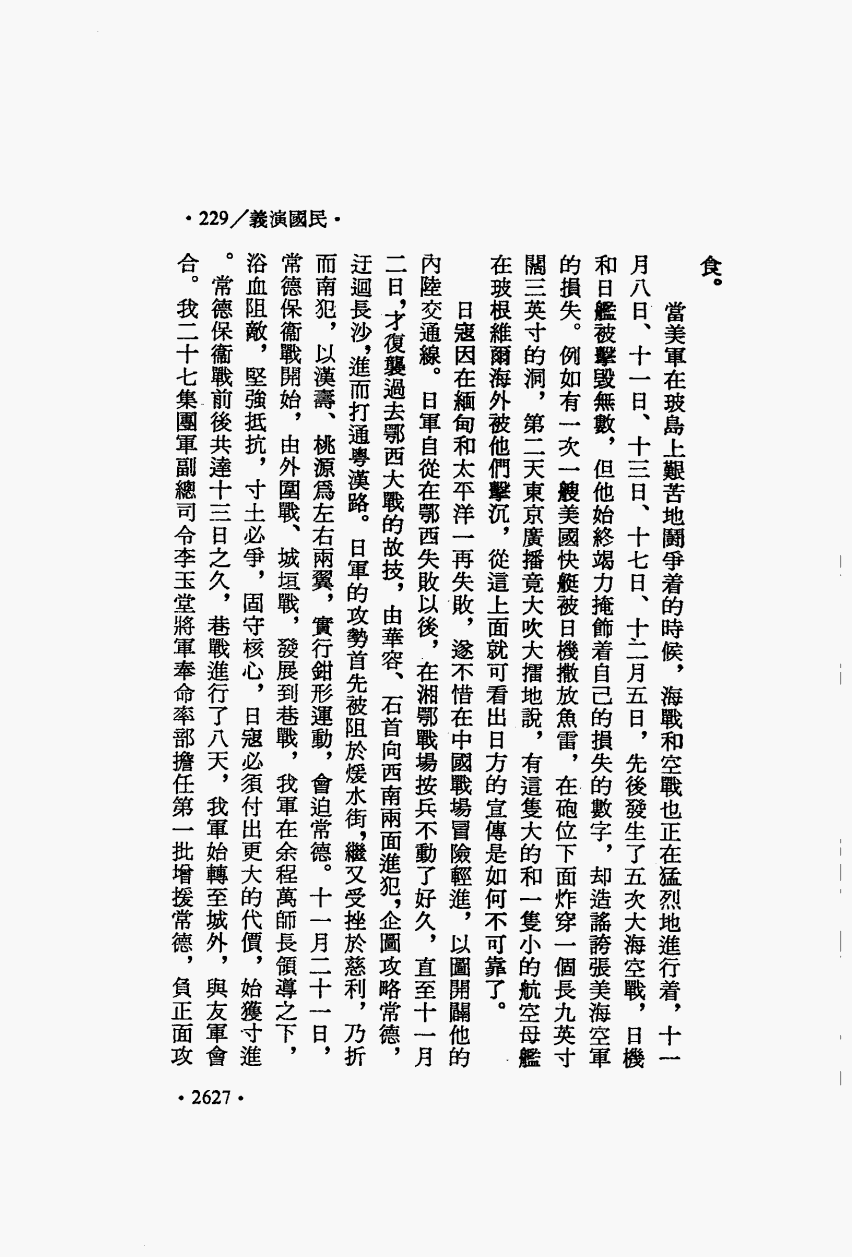 •229／義演國民•
食。
當美軍在玻島上艱苦地鬪爭着的時候，海戰和空戰也正在猛烈地進行着，十一
月八日、十一日、十三日、十七日、十二月五日，先後發生了五次大海空戰，日機
和日艦被擊毀無數，但他始終竭力掩飾着自己的損失的數字，却造謠誇張美海空軍
的損失。例如有一次一艘美國快艇被日機撒放魚雷，在砲位下面炸穿一個長九英寸
闊三英寸的洞，第二天東京廣播竟大吹大擂地說，有這隻大的和一隻小的航空母艦
在玻根維爾海外被他們擊沉，從這上面就可看出日方的宣傳是如何不可靠了。
日寇因在緬甸和太平洋一再失敗，遂不惜在中國戰場冒險輕進，以圖開闢他的
內陸交通線。日軍自從在鄂西失敗以後，在湘鄂戰場按兵不動了好久，直至十一月
二日，才復襲過去鄂西大戰的故技，由華容、石首向西南兩面進犯，企圖攻略常德，
迂迴長沙，進而打通粵漢路。日軍的攻勢首先被阻於煖水街，繼又受挫於慈利，乃折
而南犯，以漢壽、桃源爲左右兩翼，實行鉗形運動，會迫常德。十一月二十一日，
常德保衞戰開始，由外圍戰、城垣戰，發展到巷戰，我軍在余程萬師長領導之下，
浴血阻敵，堅強抵抗，寸土必爭，固守核心，日寇必須付出更大的代價，始獲寸進
。常德保衞戰前後共達十三日之久，巷戰進行了八天，我軍始轉至城外，與友軍會
合。我二十七集團軍副總司令李玉堂將軍奉命率部擔任第一批增援常德，負正面攻
•2627•